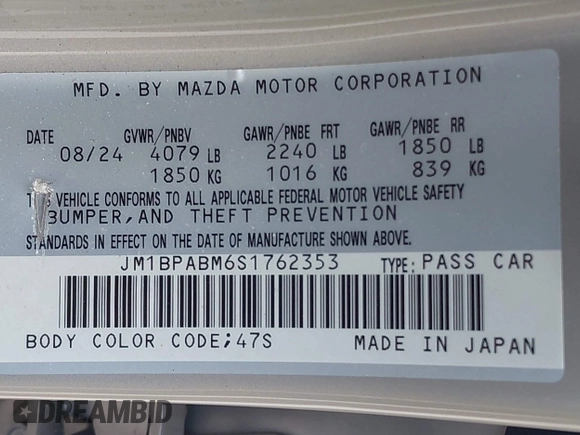 MFD. BY MAZDA MOTOR CORPORATION
DATE GVWR/PNBV GAWR/PNBE FRT GAWR/PNBE RR
08/24 4079 LB 2240 LB 1850 LB
1850 KG 1016 KG 839 KG
VEHICLE CONFORMS TO ALL APPLICABLE FEDERAL MOTOR VEHICLE SAFETY
BUMPER, AND THEFT PREVENTION
STANDARDS IN EFFECT ON THE DATE OF MANUFACTURE SHOWN ABOVE.
JM1BPABM6S1762353 TYPE: PASS CAR
BODY COLOR CODE;47S MADE IN JAPAN
DREAMBID